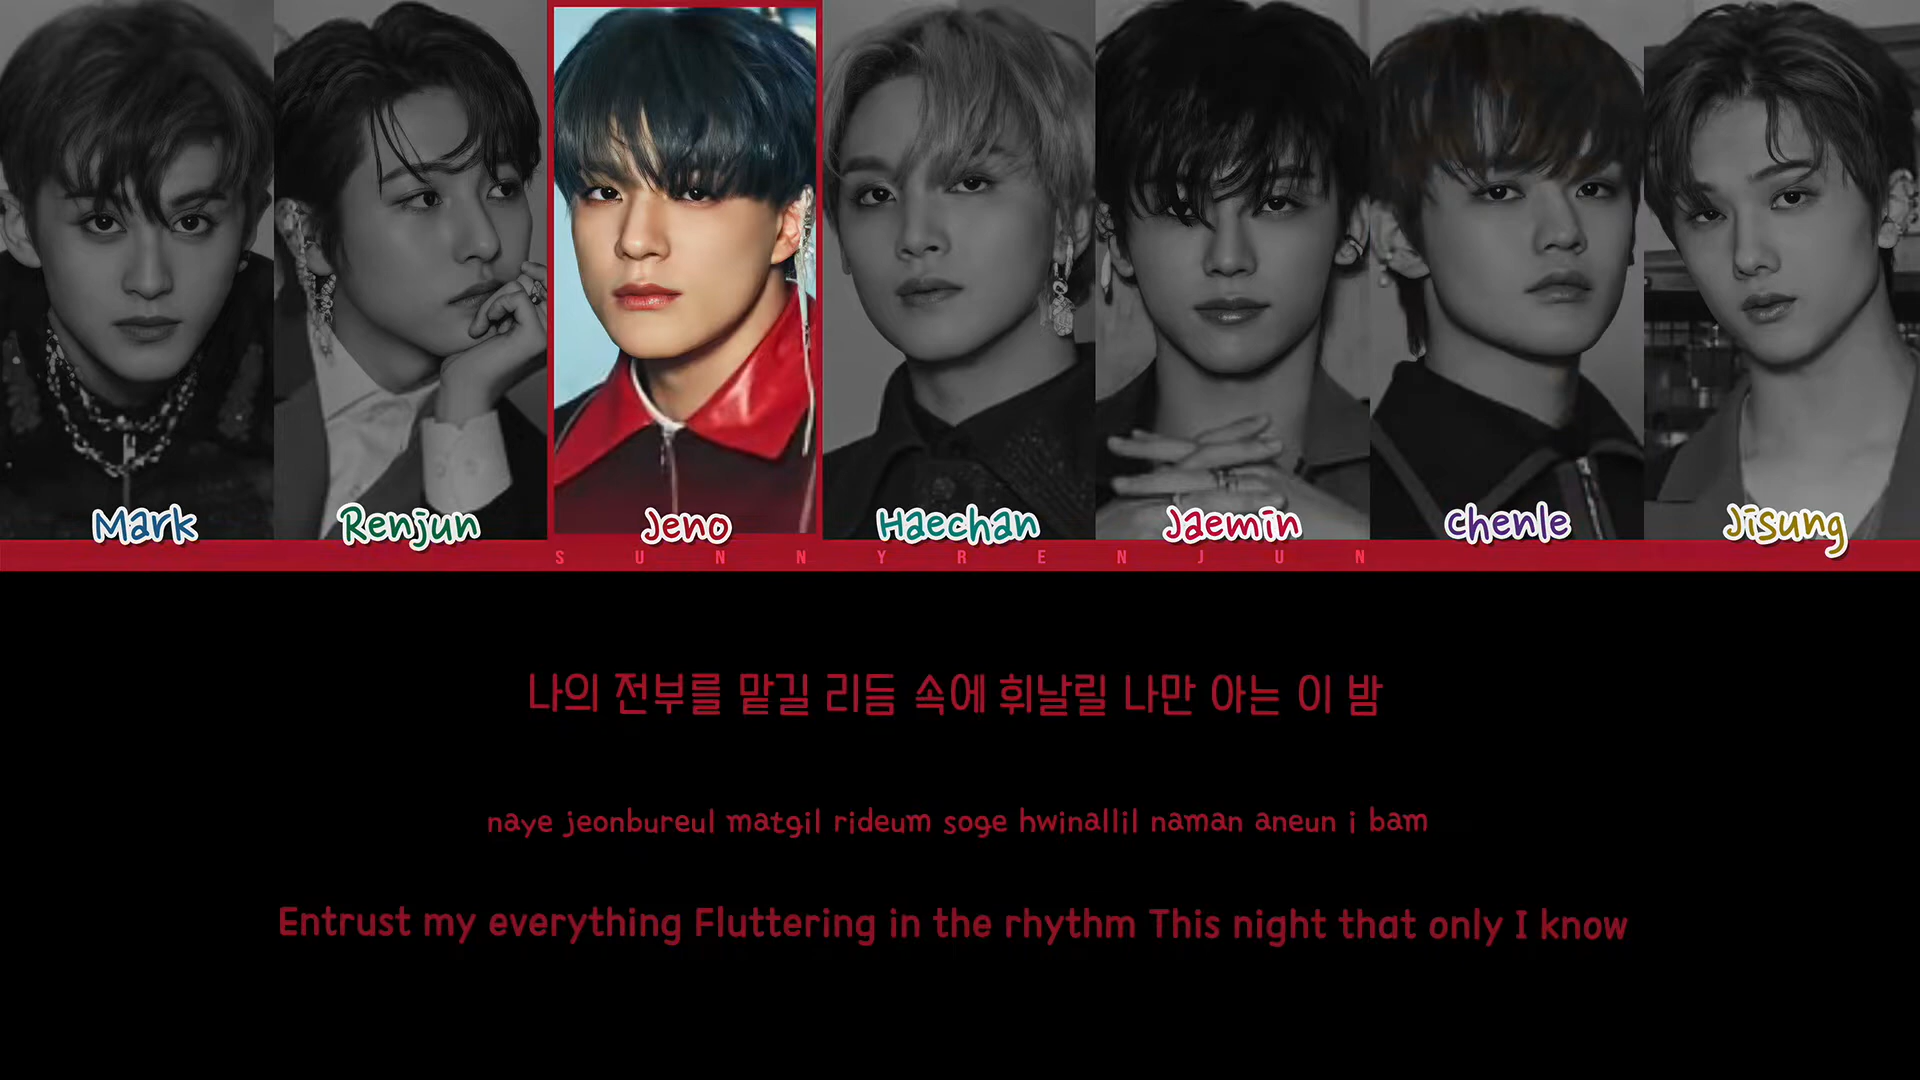 Mark Renjun Jeno Haechan Jaemin Chenle Jisung
SUNNYRENJUN
나의 전부를 맡길 리듬 속에 휘날릴 나만 아는 이 밤
naye jeonbureul matgil rideum soge hwinallil naman aneun i bam
Entrust my everything Fluttering in the rhythm This night that only I know